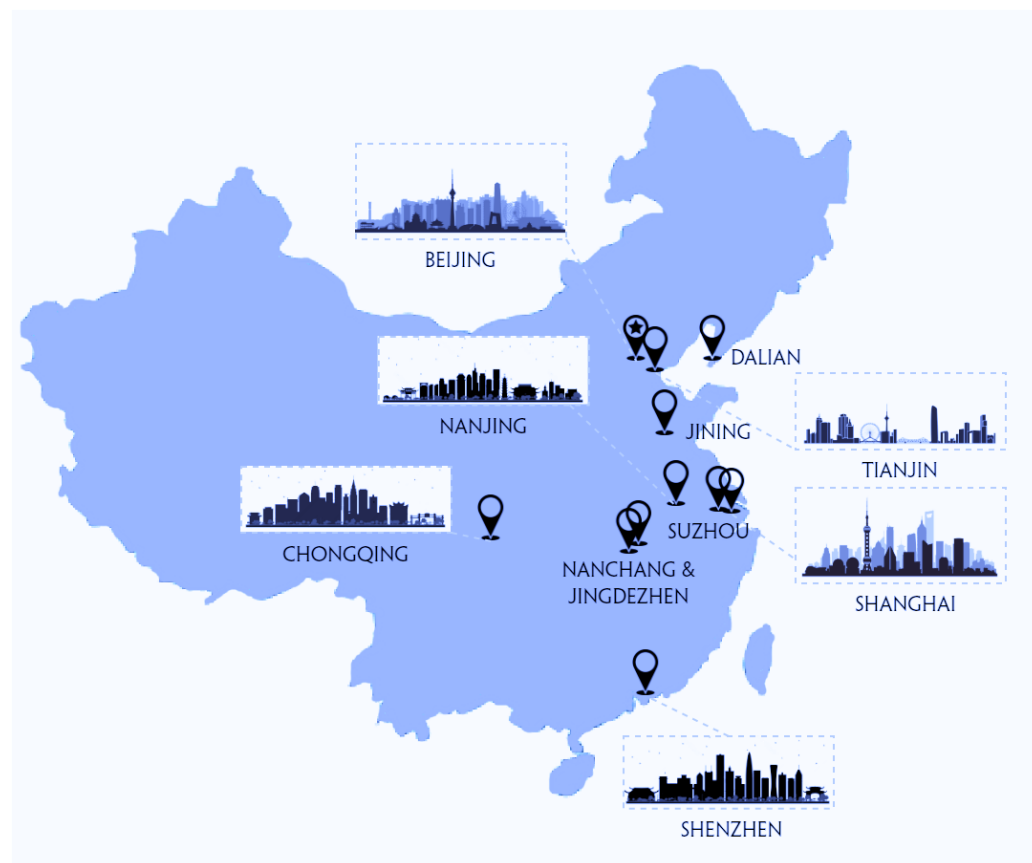 BEIJING
DALIAN
NANJING
JINING
TIANJIN
CHONGQING
SUZHOU
NANCHANG &
JINGDEZHEN
SHANGHAI
SHENZHEN